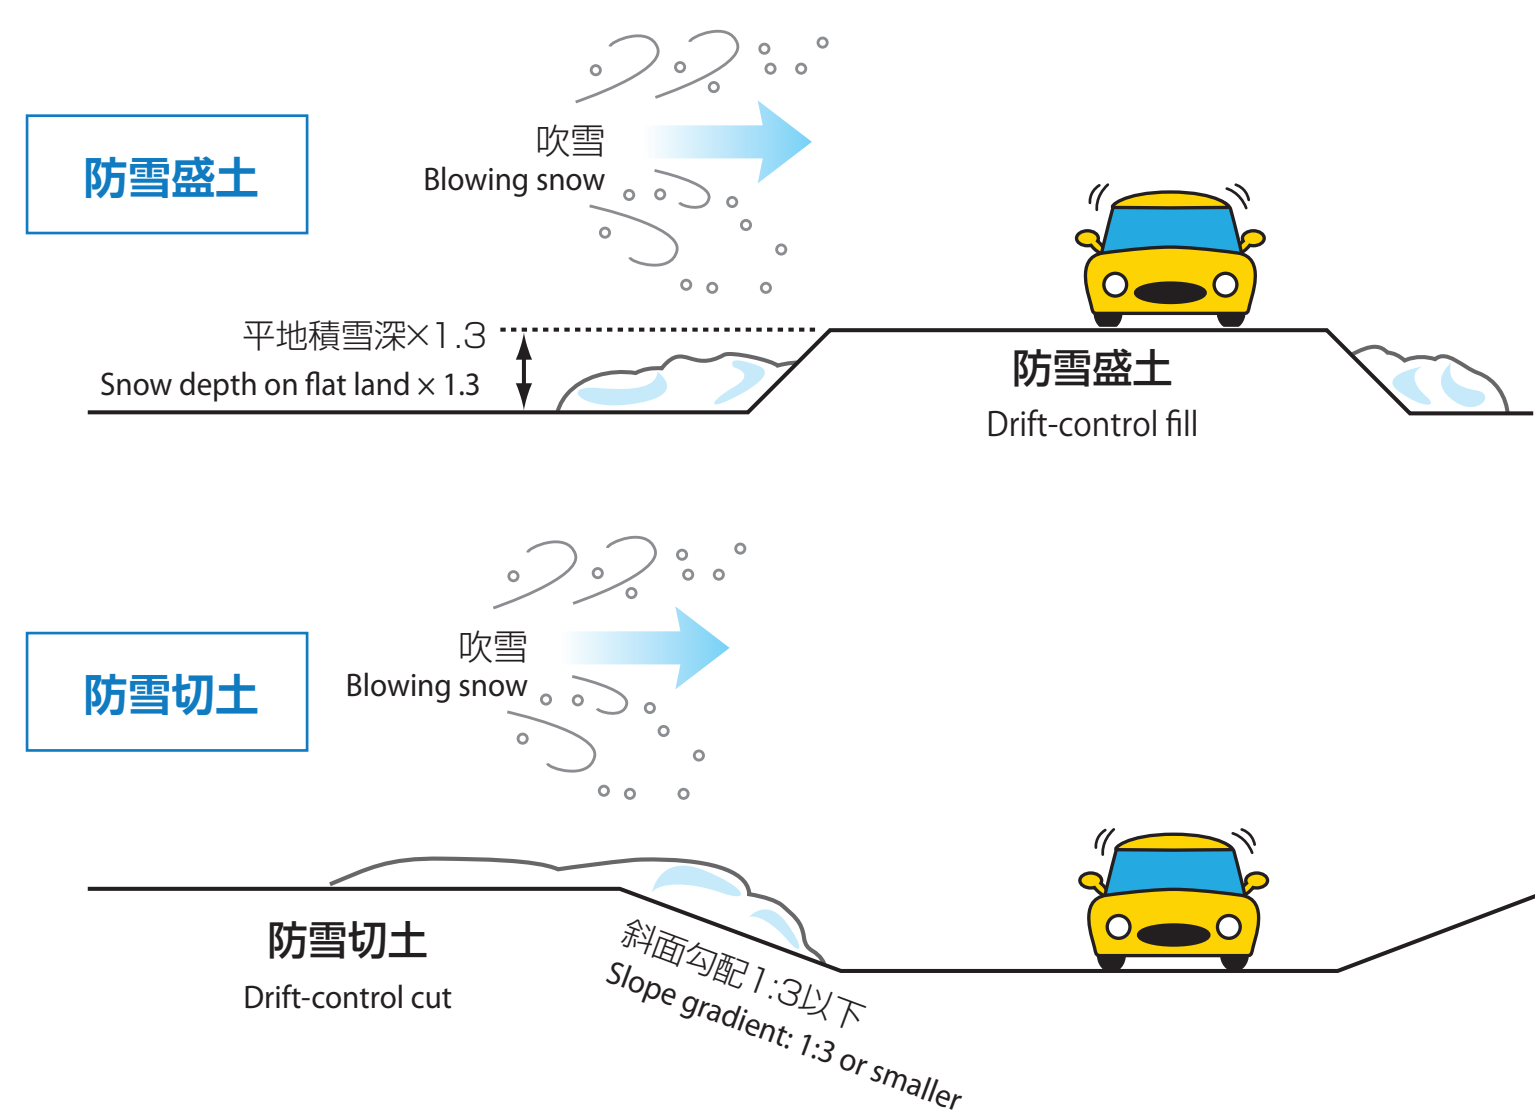 防雪盛土
吹雪
Blowing snow
平地積雪深×1.3
Snow depth on flat land × 1.3
防雪盛土
Drift-control fill
防雪切土
吹雪
Blowing snow
防雪切土
Drift-control cut
斜面勾配1:3以下
Slope gradient: 1:3 or smaller